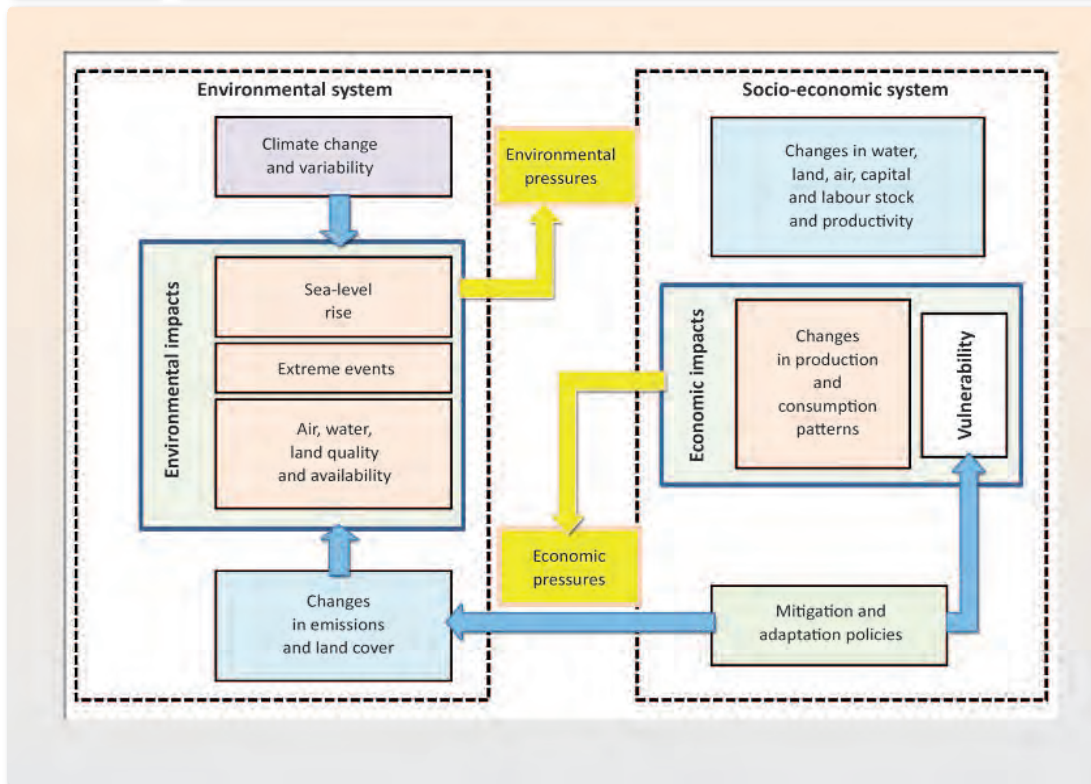 Environmental system
Climate change
and variability
Environmental impacts
Sea-level
rise
Extreme events
Air, water,
land quality
and availability
Changes
in emissions
and land cover
Environmental
pressures
Economic
pressures
Socio-economic system
Changes in water,
land, air, capital
and labour stock
and productivity
Economic impacts
Changes
in production
and
consumption
patterns
Vulnerability
Mitigation and
adaptation policies